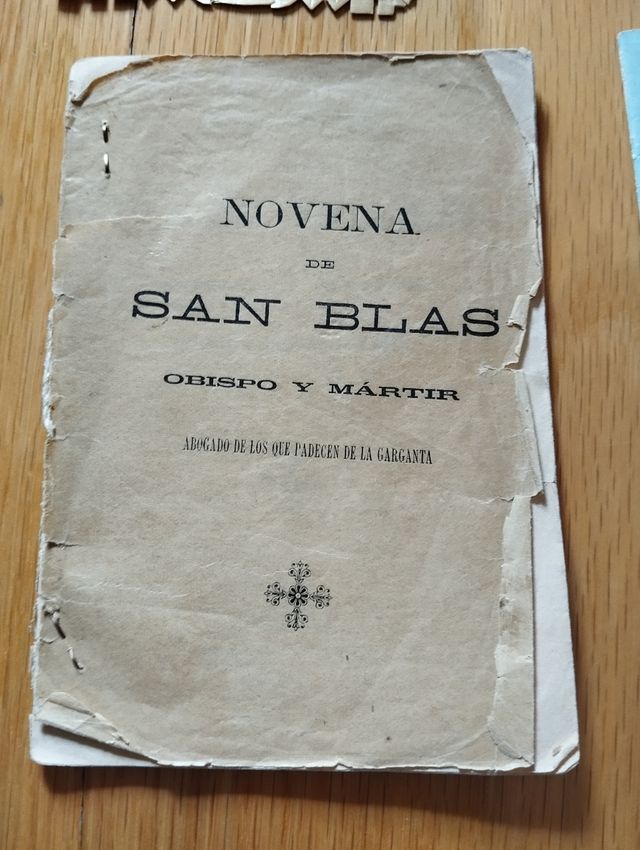 NOVENA
DE
SAN BLAS
OBISPO Y MÁRTIR
ABOGADO DE LOS QUE PADECEN DE LA GARGANTA